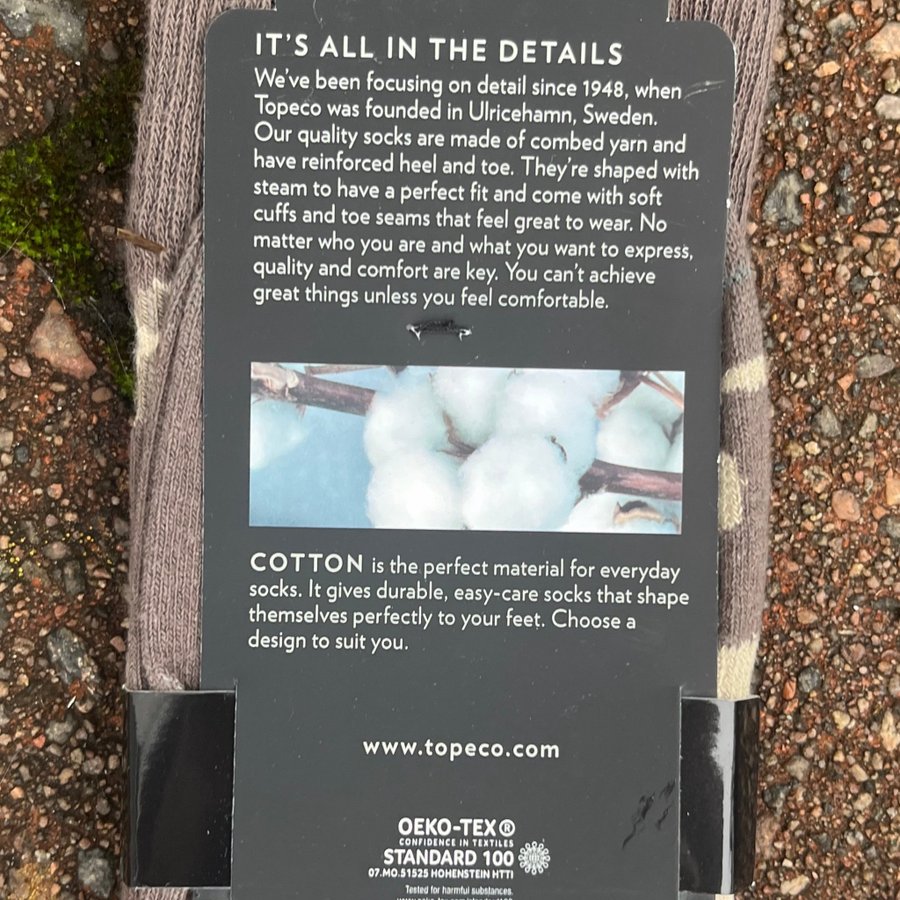 IT'S ALL IN THE DETAILS
We've been focusing on detail since 1948, when
Topeco was founded in Ulricehamn, Sweden.
Our quality socks are made of combed yarn and
have reinforced heel and toe. They're shaped with
steam to have a perfect fit and come with soft
cuffs and toe seams that feel great to wear. No
matter who you are and what you want to express,
quality and comfort are key. You can't achieve
great things unless you feel comfortable.
COTTON is the perfect material for everyday
socks. It gives durable, easy-care socks that shape
themselves perfectly to your feet. Choose a
design to suit you.
www.topeco.com
OEKO-TEX®
CONFIDENCE IN TEXTILES
STANDARD 100
07.MO.51525 HOHENSTEIN HTTI
Tested for harmful substances.